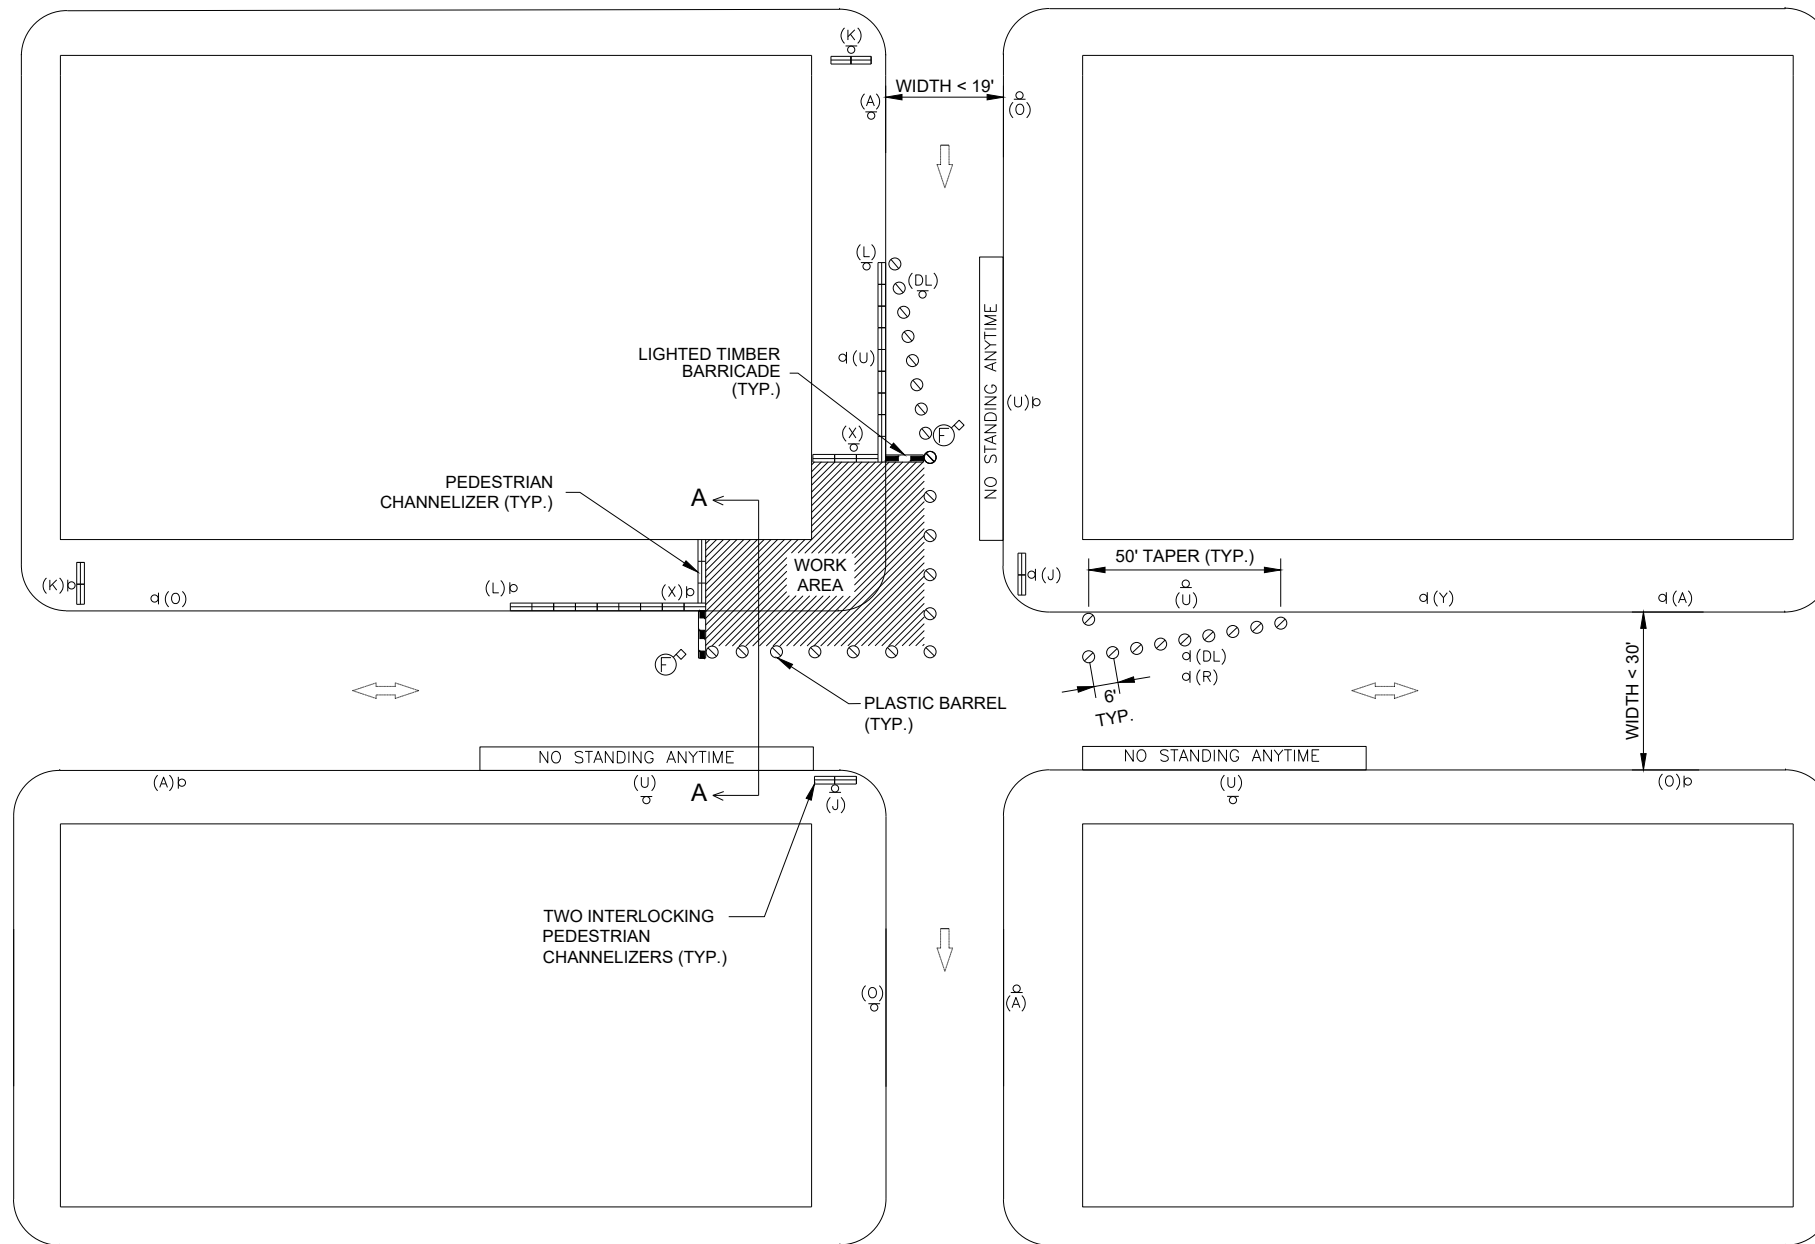 (K)
WIDTH < 19'
(A)
(O)
(L)
(DL)
LIGHTED TIMBER
BARRICADE
(TYP.)
(U)
NO STANDING ANYTIME
(U)
(X)
F
PEDESTRIAN
CHANNELIZER (TYP.)
A
WORK
AREA
50' TAPER (TYP.)
(K)
(O)
(L)
(X)
(J)
(U)
(Y)
(A)
F
(DL)
(R)
6'
TYP.
WIDTH < 30'
PLASTIC BARREL
(TYP.)
NO STANDING ANYTIME
NO STANDING ANYTIME
(A)
(U)
A
(J)
(U)
(O)
TWO INTERLOCKING
PEDESTRIAN
CHANNELIZERS (TYP.)
(O)
(A)